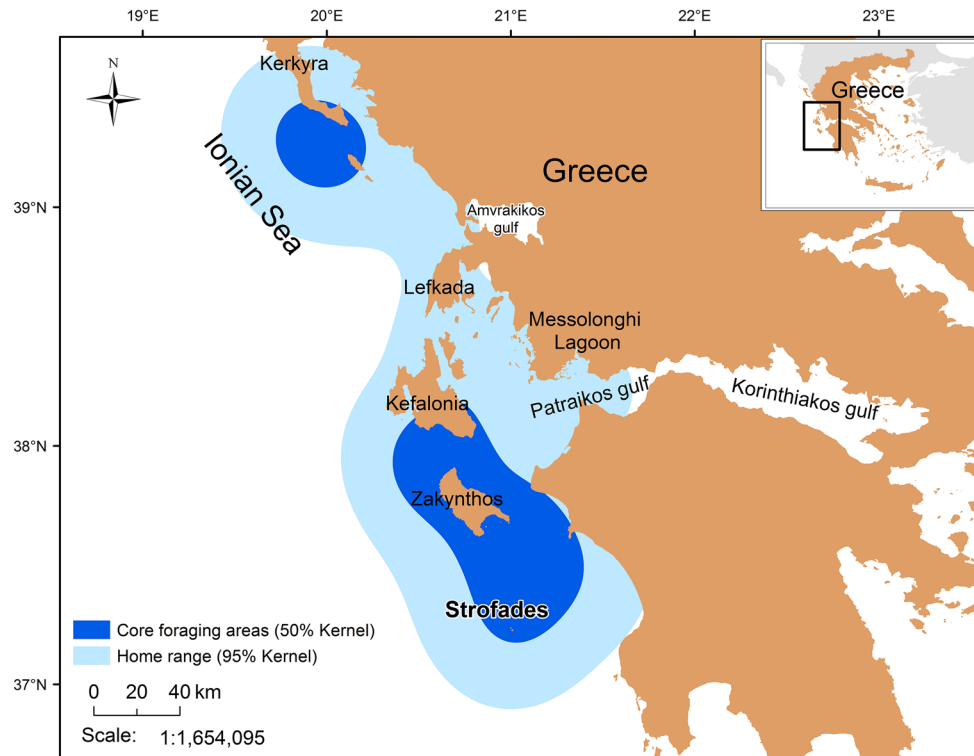 19°E
20°E
21°E
22°E
23°E
N
Kerkyra
Greece
Ionian Sea
Greece
39°N
Amvrakikos
gulf
Lefkada
Messolonghi
Lagoon
Patraikos gulf
Korinthiakos gulf
Kefalonia
38°N
Zakynthos
Strofades
Core foraging areas (50% Kernel)
Home range (95% Kernel)
37°N
0 20 40 km
Scale: 1:1,654,095